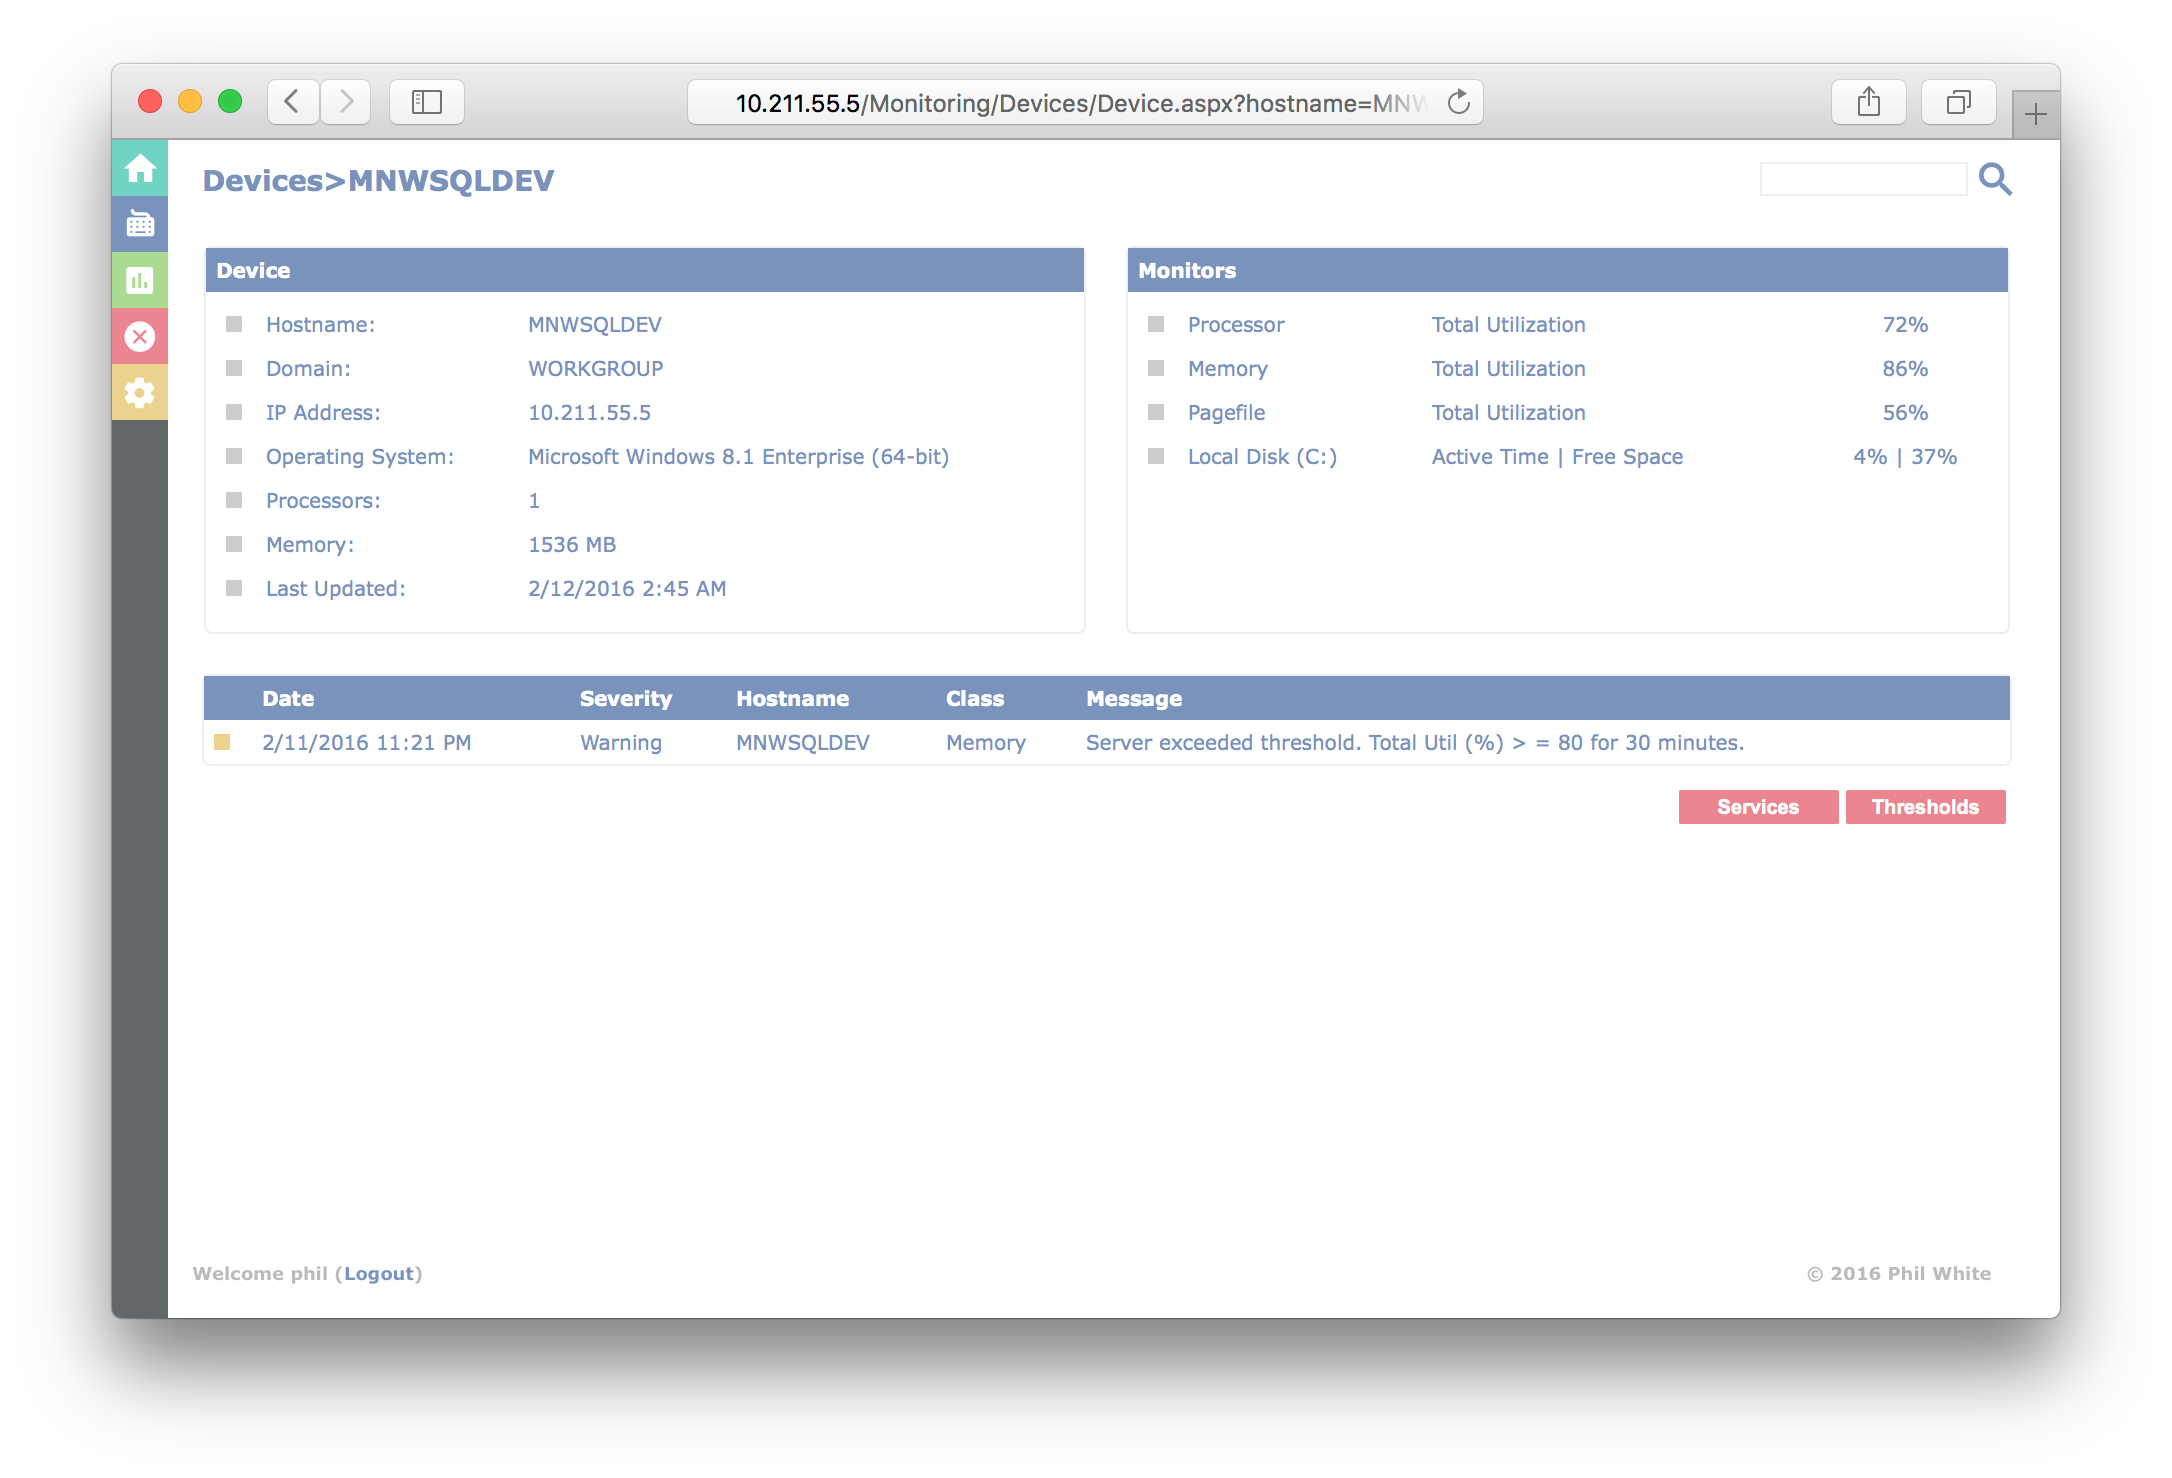 10.211.55.5/Monitoring/Devices/Device.aspx?hostname=MNW
Devices>MNWSQLDEV
Device
Hostname: MNWSQLDEV
Domain: WORKGROUP
IP Address: 10.211.55.5
Operating System: Microsoft Windows 8.1 Enterprise (64-bit)
Processors: 1
Memory: 1536 MB
Last Updated: 2/12/2016 2:45 AM
Monitors
Processor Total Utilization 72%
Memory Total Utilization 86%
Pagefile Total Utilization 56%
Local Disk (C:) Active Time | Free Space 4% | 37%
Date Severity Hostname Class Message
2/11/2016 11:21 PM Warning MNWSQLDEV Memory Server exceeded threshold. Total Util (%) > = 80 for 30 minutes.
Services Thresholds
Welcome phil (Logout) © 2016 Phil White